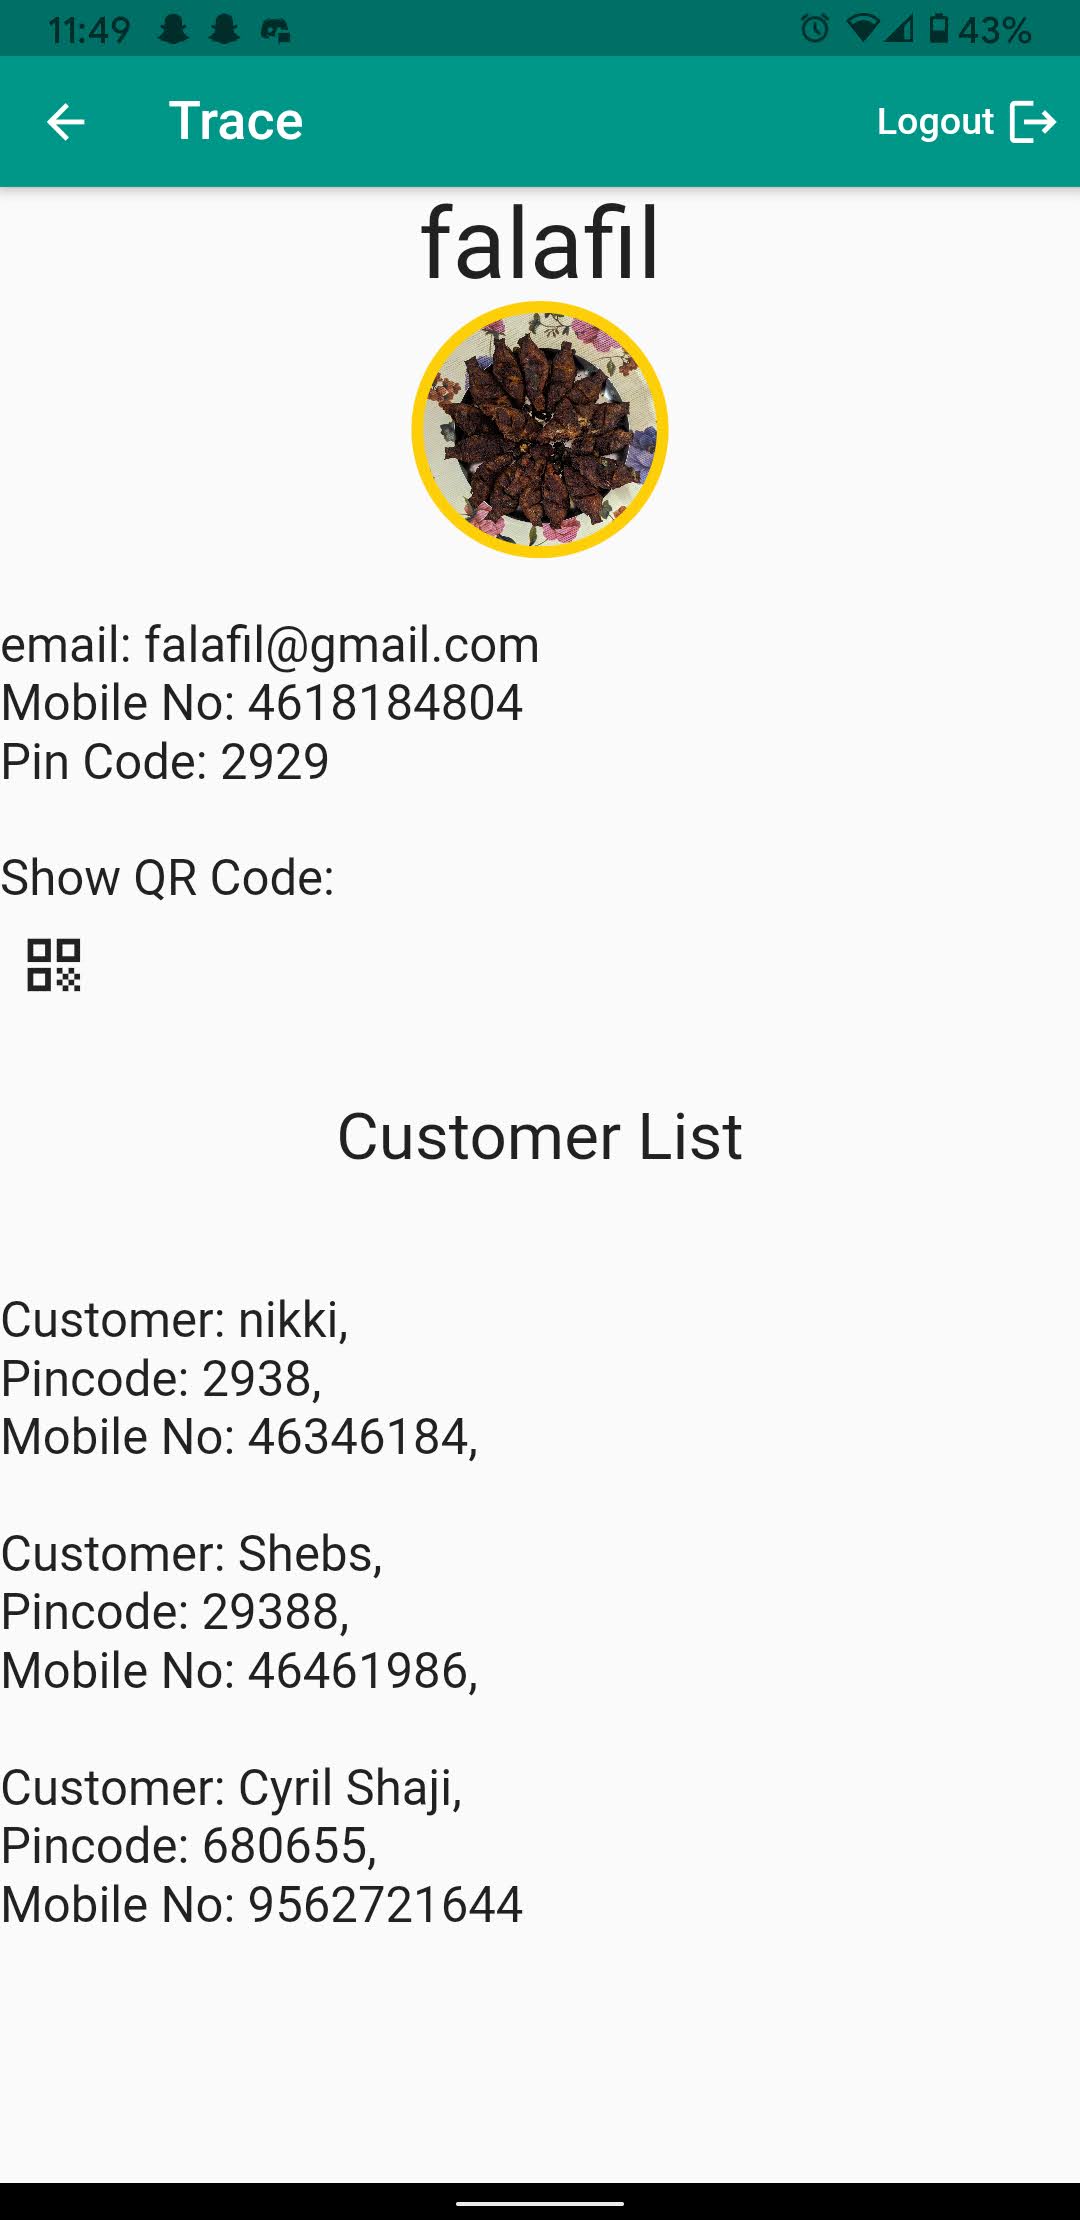 11:49 43%
Trace Logout
falafil
email: falafil@gmail.com
Mobile No: 4618184804
Pin Code: 2929
Show QR Code:
Customer List
Customer: nikki,
Pincode: 2938,
Mobile No: 46346184,
Customer: Shebs,
Pincode: 29388,
Mobile No: 46461986,
Customer: Cyril Shaji,
Pincode: 680655,
Mobile No: 9562721644